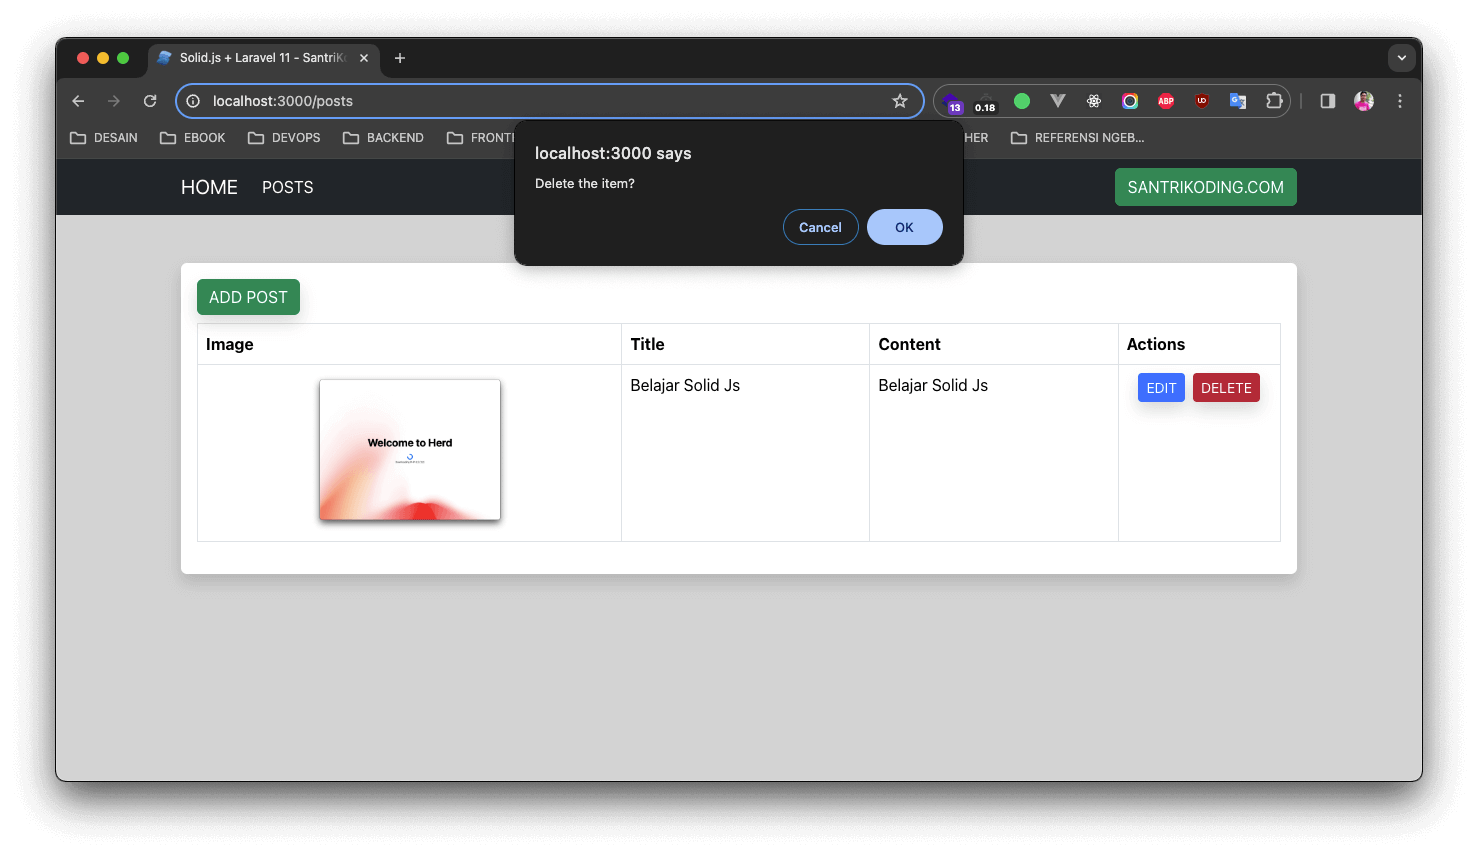 Solid.js + Laravel 11 - SantriK
localhost:3000/posts
13
0.18
ABP
DESAIN
EBOOK
DEVOPS
BACKEND
FRONT
HER
REFERENSI NGEB...
localhost:3000 says
Delete the item?
Cancel
OK
HOME
POSTS
SANTRIKODING.COM
ADD POST
Image
Title
Content
Actions
Welcome to Herd
Belajar Solid Js
Belajar Solid Js
EDIT
DELETE